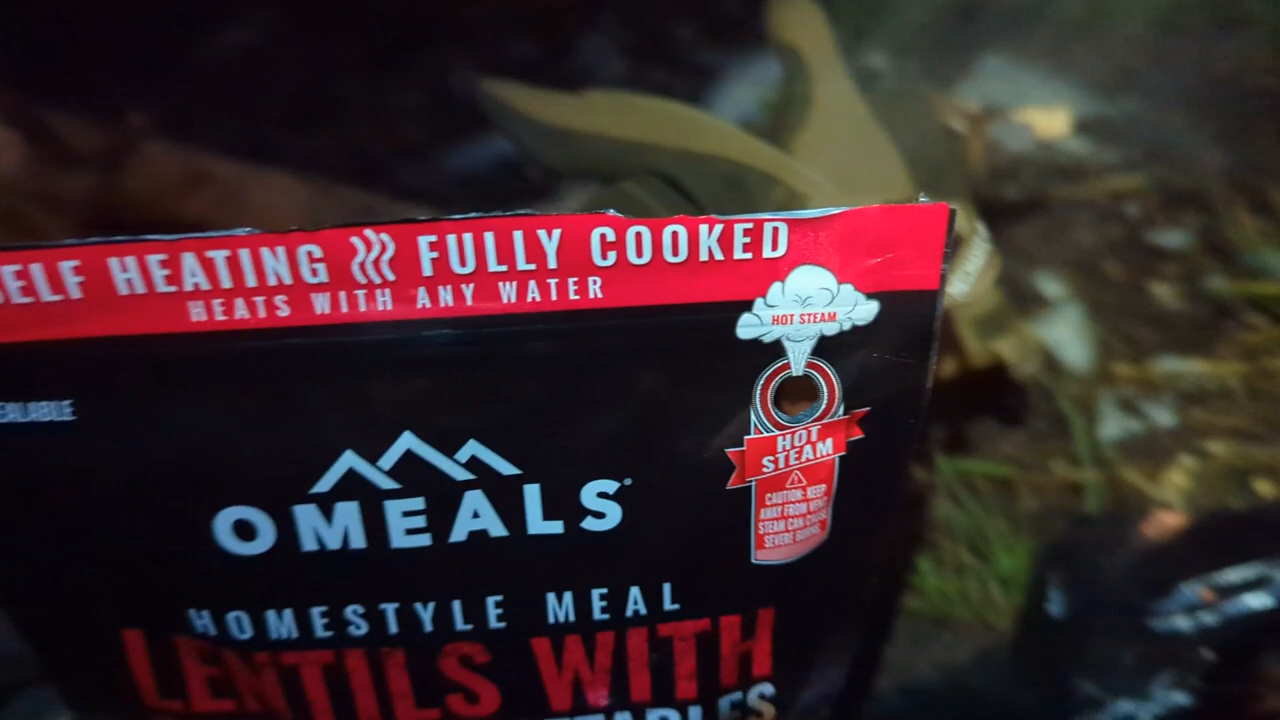 SELF HEATING FULLY COOKED
HEATS WITH ANY WATER
HOT STEAM
OMEALS
HOT
STEAM
CAUTION: KEEP
AWAY FROM VENT
STEAM CAN CAUSE
SEVERE BURNS
HOMESTYLE MEAL
LENTILS WITH